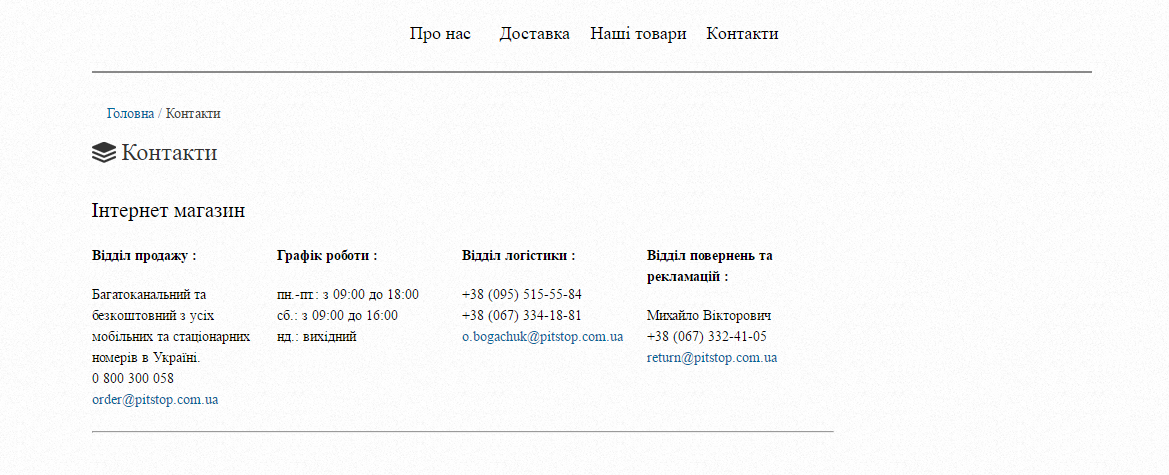 Про нас Доставка Наші товари Контакти
Головна / Контакти
Контакти
Інтернет магазин
Відділ продажу :
Багатоканальний та
безкоштовний з усіх
мобільних та стаціонарних
номерів в Україні.
0 800 300 058
order@pitstop.com.ua
Графік роботи :
пн.-пт.: з 09:00 до 18:00
сб.: з 09:00 до 16:00
нд.: вихідний
Відділ логістики :
+38 (095) 515-55-84
+38 (067) 334-18-81
o.bogachuk@pitstop.com.ua
Відділ повернень та
рекламацій :
Михайло Вікторович
+38 (067) 332-41-05
return@pitstop.com.ua